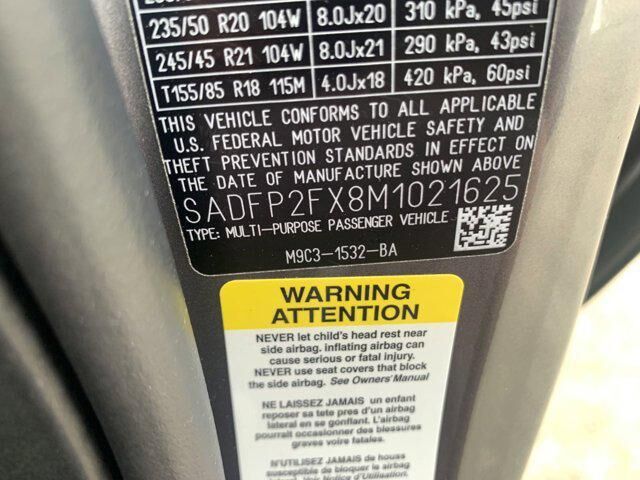 235/50 R20 104W 8.0Jx20 310 kPa, 45psi
245/45 R21 104W 8.0Jx21 290 kPa, 43psi
T155/85 R18 115M 4.0Jx18 420 kPa, 60psi
THIS VEHICLE CONFORMS TO ALL APPLICABLE
U.S. FEDERAL MOTOR VEHICLE SAFETY AND
THEFT PREVENTION STANDARDS IN EFFECT ON
THE DATE OF MANUFACTURE SHOWN ABOVE
SADFP2FX8M1021625
TYPE: MULTI-PURPOSE PASSENGER VEHICLE
M9C3-1532-BA
WARNING
ATTENTION
NEVER let child's head rest near
side airbag. inflating airbag can
cause serious or fatal injury.
NEVER use seat covers that block
the side airbag. See Owners' Manual
NE LAISSEZ JAMAIS un enfant
reposer sa tete pres d'un airbag
lateral en se gonflant. L'airbag
pourrait occasionner des blessures
graves voire fatales.
N'UTILISEZ JAMAIS de houss
susceptible de bloquer le airbag
lateral. Voir Notice d'Utilisation.